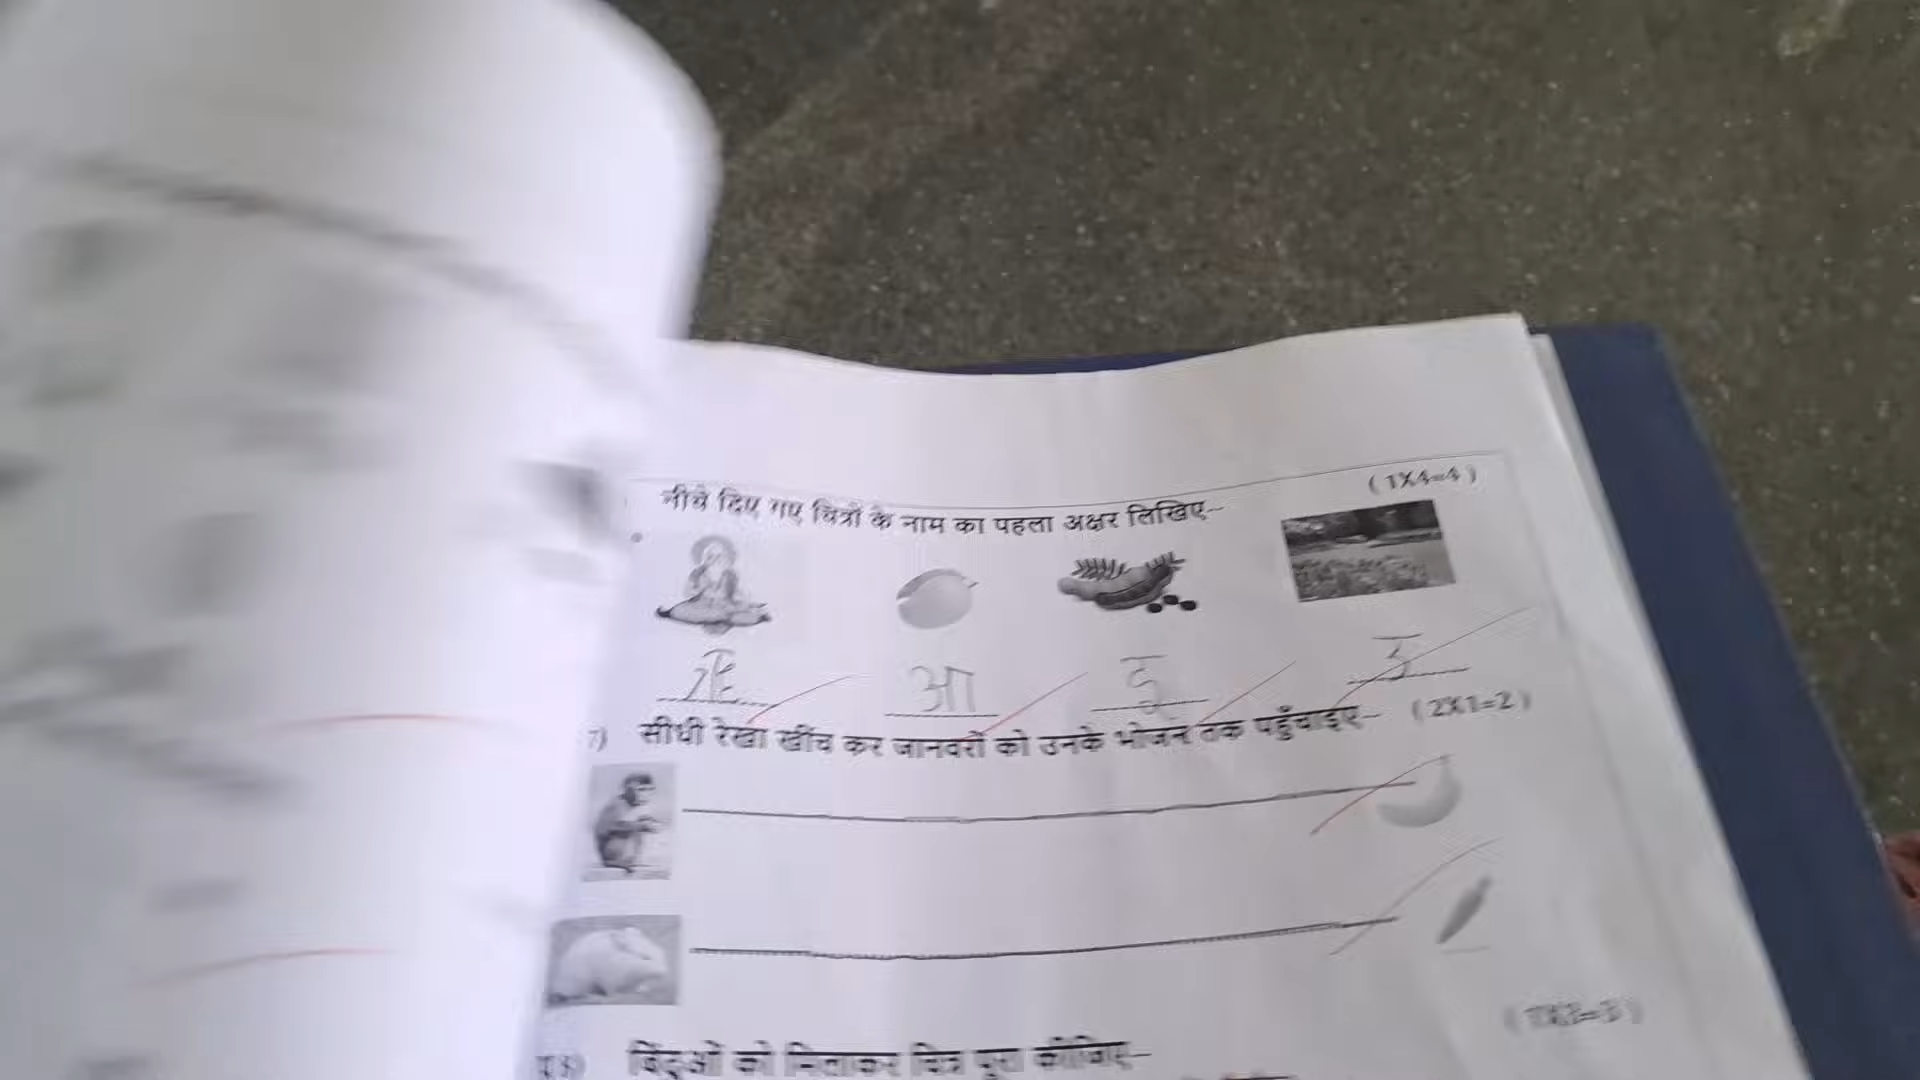 नीचे दिए गए चित्रों के नाम का पहला अक्षर लिखिए--
(1X4=4)
ऋ आ इ उ
7) सीधी रेखा खींच कर जानवरों को उनके भोजन तक पहुँचाइए-- (2X1=2)
बिंदुओं को मिलाकर चित्र पूरा कीजिए--